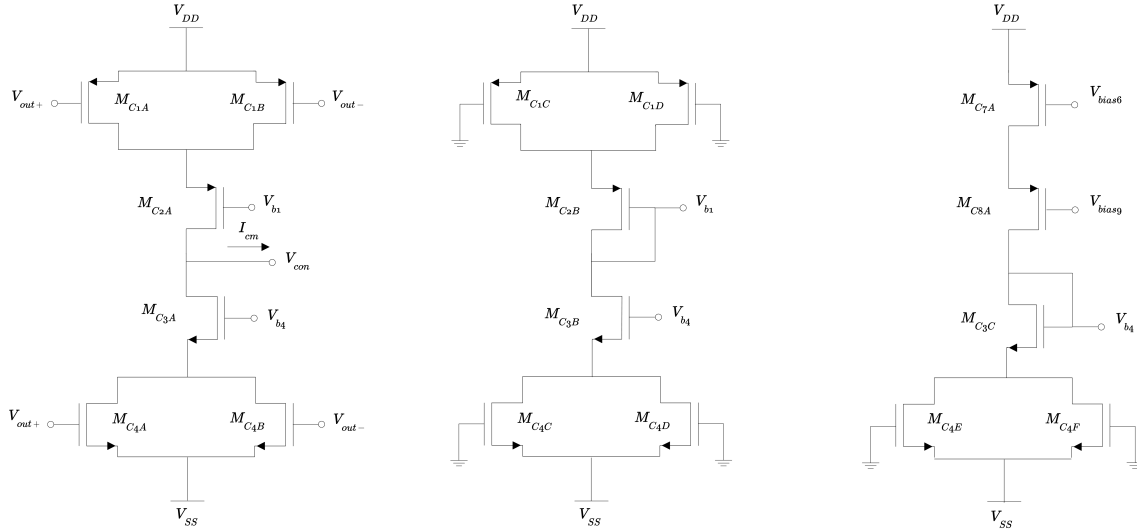 V_DD
V_out+ M_C1A M_C1B V_out-
M_C2A V_b1
I_cm
V_con
M_C3A V_b4
V_out+ M_C4A M_C4B V_out-
V_SS
V_DD
M_C1C M_C1D
M_C2B V_b1
M_C3B V_b4
M_C4C M_C4D
V_SS
V_DD
M_C7A V_bias6
M_C8A V_bias9
M_C3C V_b4
M_C4E M_C4F
V_SS